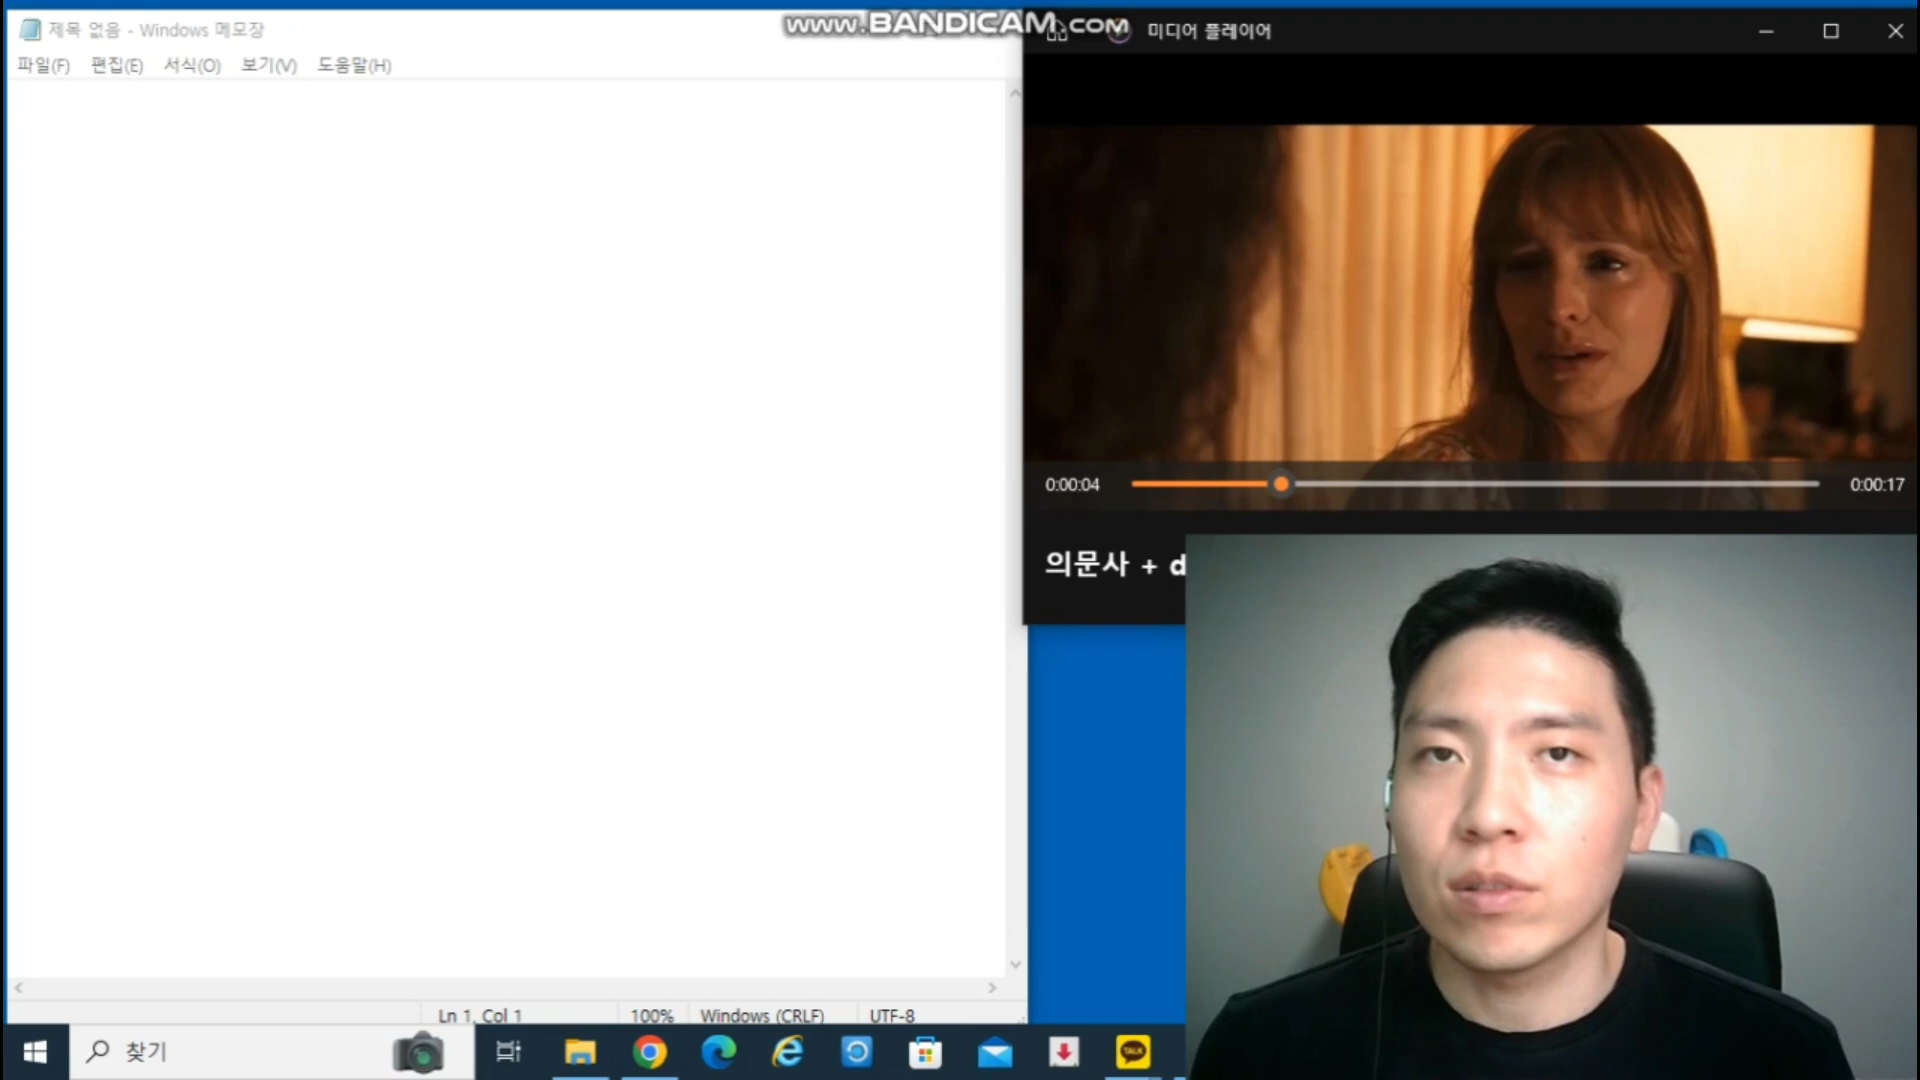 제목 없음 - Windows 메모장
www.BANDICAM.com
미디어 플레이어
파일(F) 편집(E) 서식(O) 보기(V) 도움말(H)
0:00:04
0:00:17
의문사 + d
Ln 1, Col 1
100%
Windows (CRLF)
UTF-8
찾기
TALK